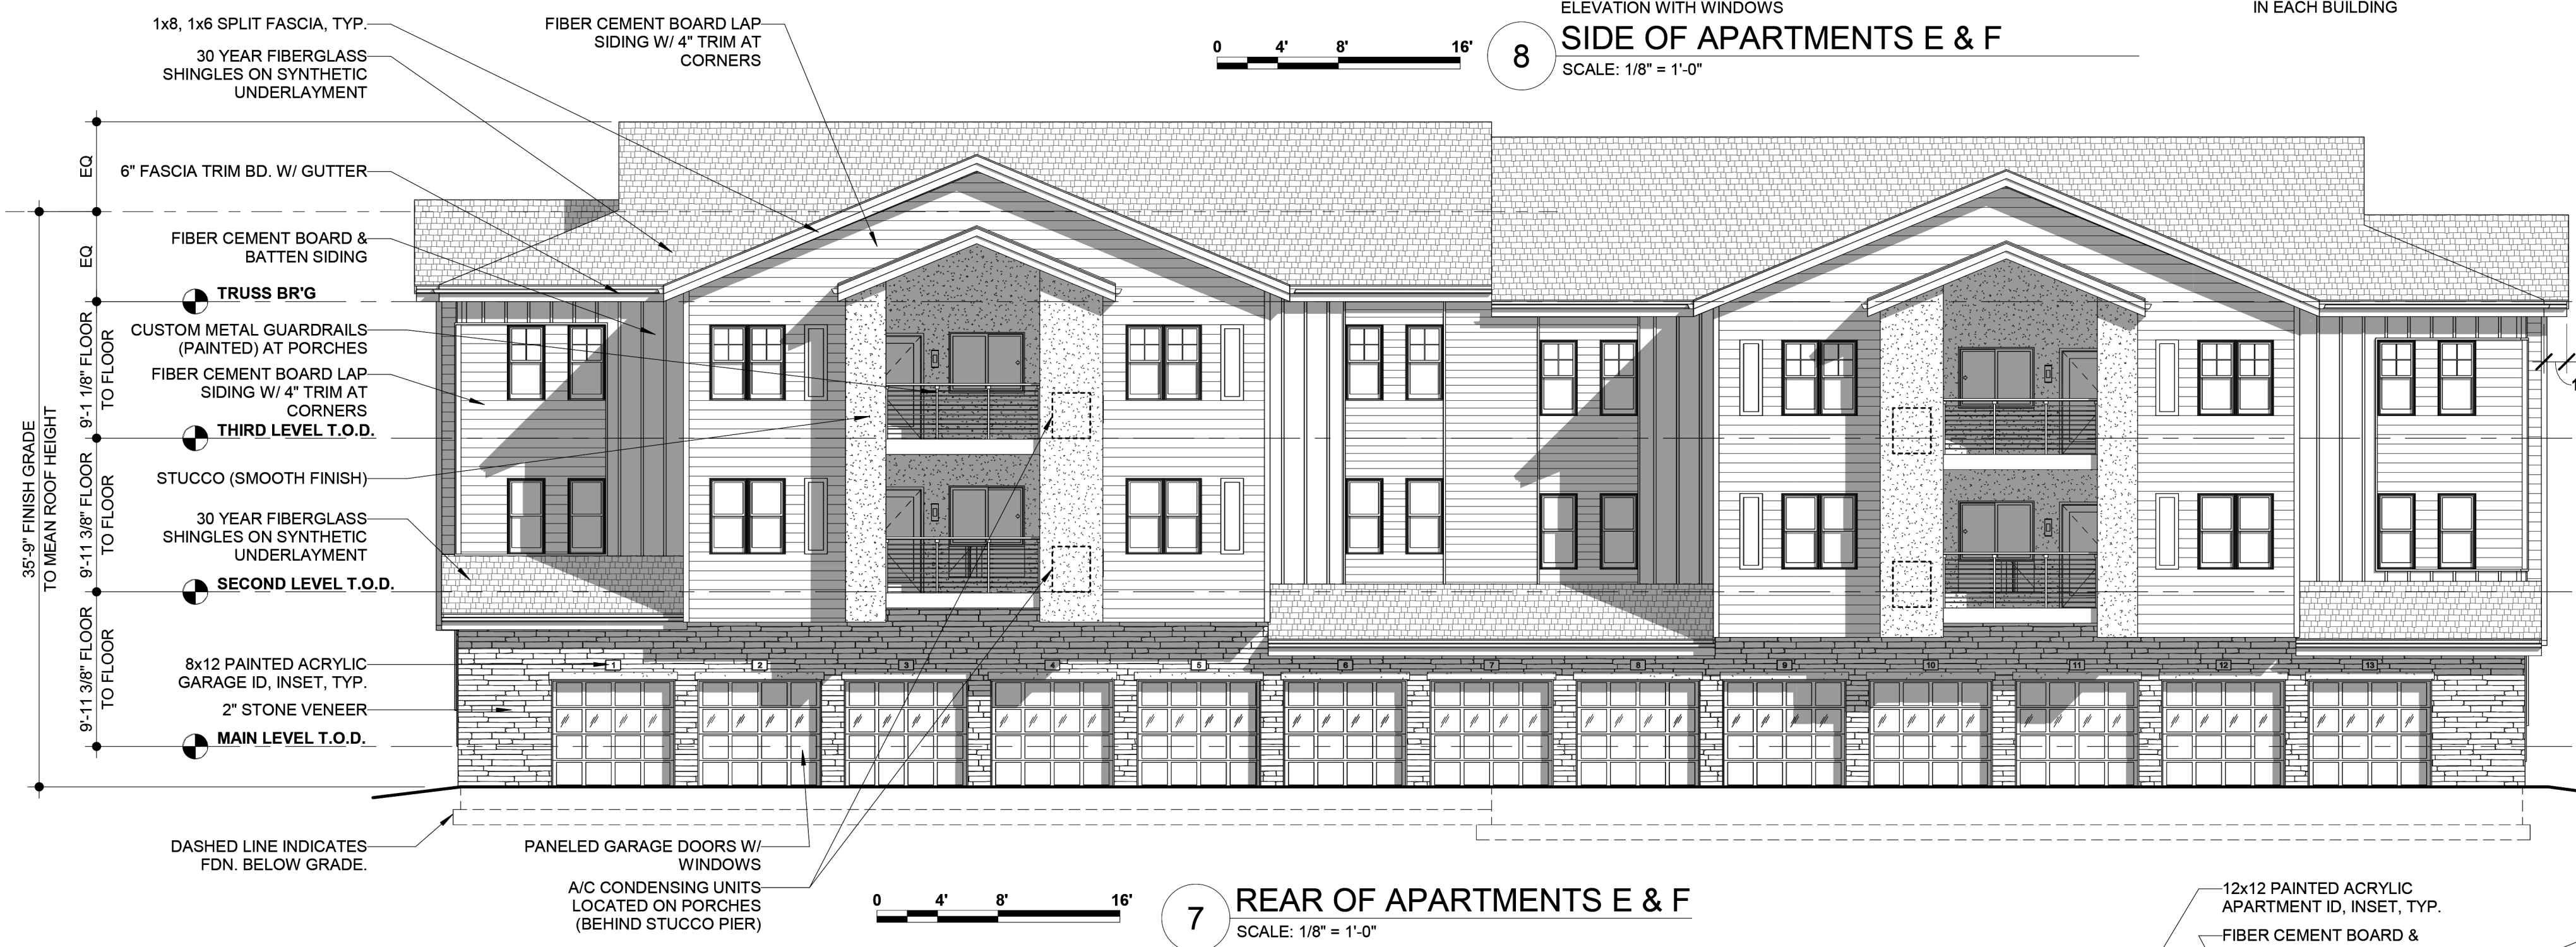 ELEVATION WITH WINDOWS
IN EACH BUILDING
0 4' 8' 16'
8
SIDE OF APARTMENTS E & F
SCALE: 1/8" = 1'-0"
1x8, 1x6 SPLIT FASCIA, TYP.
30 YEAR FIBERGLASS
SHINGLES ON SYNTHETIC
UNDERLAYMENT
FIBER CEMENT BOARD LAP
SIDING W/ 4" TRIM AT
CORNERS
EQ
6" FASCIA TRIM BD. W/ GUTTER
EQ
FIBER CEMENT BOARD &
BATTEN SIDING
TRUSS BR'G
CUSTOM METAL GUARDRAILS
(PAINTED) AT PORCHES
9'-1 1/8" FLOOR
TO FLOOR
FIBER CEMENT BOARD LAP
SIDING W/ 4" TRIM AT
CORNERS
THIRD LEVEL T.O.D.
35'-9" FINISH GRADE
TO MEAN ROOF HEIGHT
STUCCO (SMOOTH FINISH)
9'-11 3/8" FLOOR
TO FLOOR
30 YEAR FIBERGLASS
SHINGLES ON SYNTHETIC
UNDERLAYMENT
SECOND LEVEL T.O.D.
9'-11 3/8" FLOOR
TO FLOOR
8x12 PAINTED ACRYLIC
GARAGE ID, INSET, TYP.
1 2 3 4 5 6 7 8 9 10 11 12 13
2" STONE VENEER
MAIN LEVEL T.O.D.
DASHED LINE INDICATES
FDN. BELOW GRADE.
PANELED GARAGE DOORS W/
WINDOWS
A/C CONDENSING UNITS
LOCATED ON PORCHES
(BEHIND STUCCO PIER)
0 4' 8' 16'
7
REAR OF APARTMENTS E & F
SCALE: 1/8" = 1'-0"
12x12 PAINTED ACRYLIC
APARTMENT ID, INSET, TYP.
FIBER CEMENT BOARD &